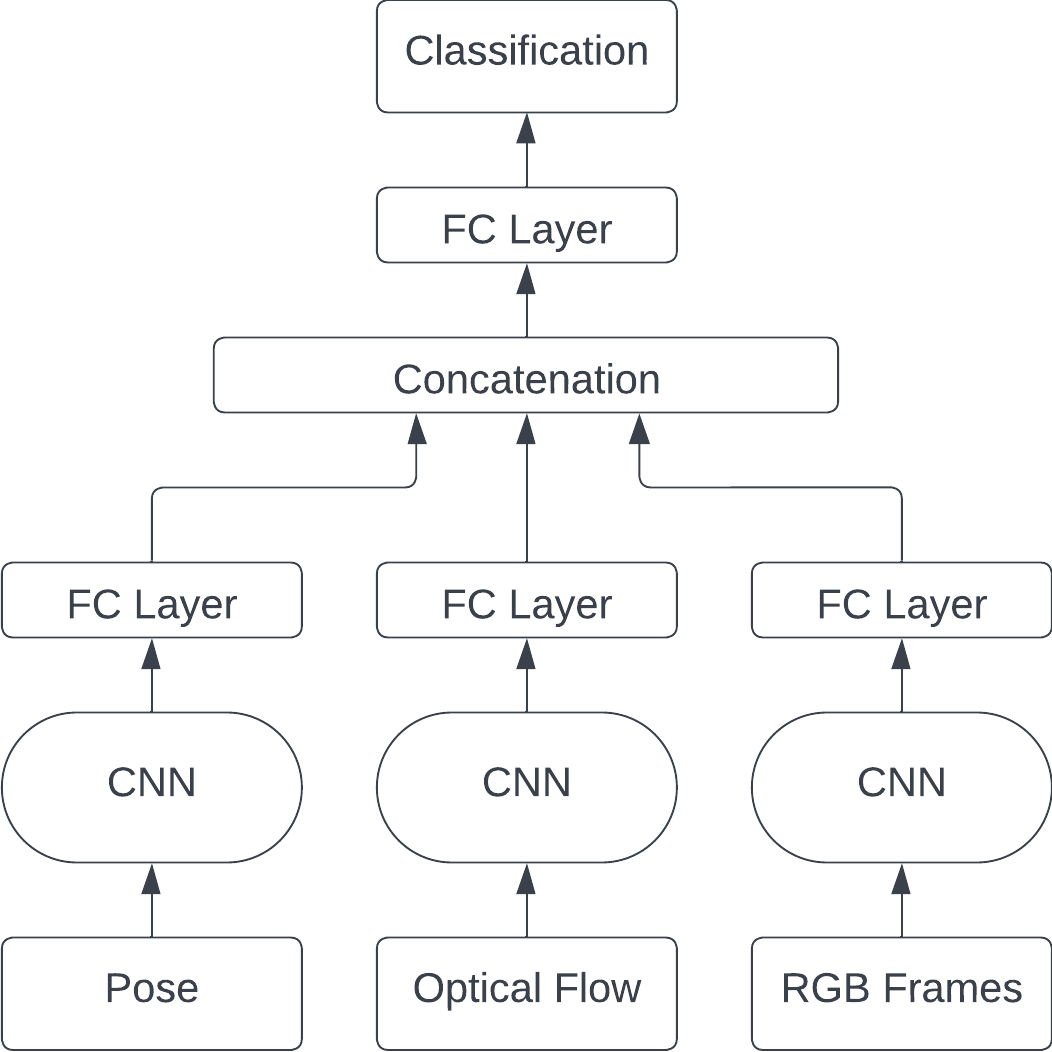 Classification
FC Layer
Concatenation
FC Layer
FC Layer
FC Layer
CNN
CNN
CNN
Pose
Optical Flow
RGB Frames